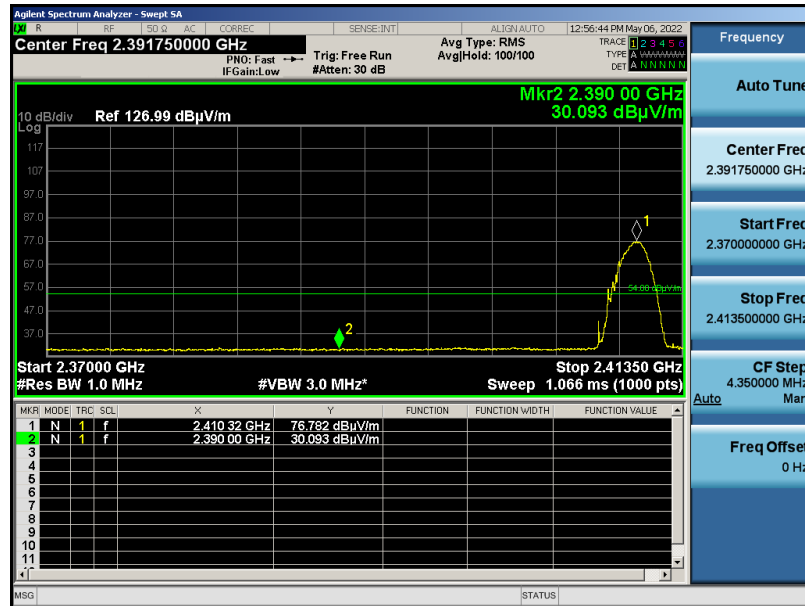 Agilent Spectrum Analyzer - Swept SA
LXI R RF 50 Ω AC CORREC SENSE:INT ALIGN AUTO 12:56:44 PM May 06, 2022
Center Freq 2.391750000 GHz
PNO: Fast
IFGain:Low
Trig: Free Run
#Atten: 30 dB
Avg Type: RMS
Avg|Hold: 100/100
TRACE 1 2 3 4 5 6
TYPE A WWWWW
DET A N N N N N
Mkr2 2.390 00 GHz
30.093 dBµV/m
10 dB/div Ref 126.99 dBµV/m
Log
117
107
97.0
87.0
77.0
67.0
57.0
47.0
37.0
1
2
54.00 dBµV/m
Start 2.37000 GHz Stop 2.41350 GHz
#Res BW 1.0 MHz #VBW 3.0 MHz* Sweep 1.066 ms (1000 pts)
MKR MODE TRC SCL X Y FUNCTION FUNCTION WIDTH FUNCTION VALUE
1 N 1 f 2.410 32 GHz 76.782 dBµV/m
2 N 1 f 2.390 00 GHz 30.093 dBµV/m
3
4
5
6
7
8
9
10
11
MSG STATUS
Frequency
Auto Tune
Center Freq
2.391750000 GHz
Start Freq
2.370000000 GHz
Stop Freq
2.413500000 GHz
CF Step
4.350000 MHz
Auto Man
Freq Offset
0 Hz